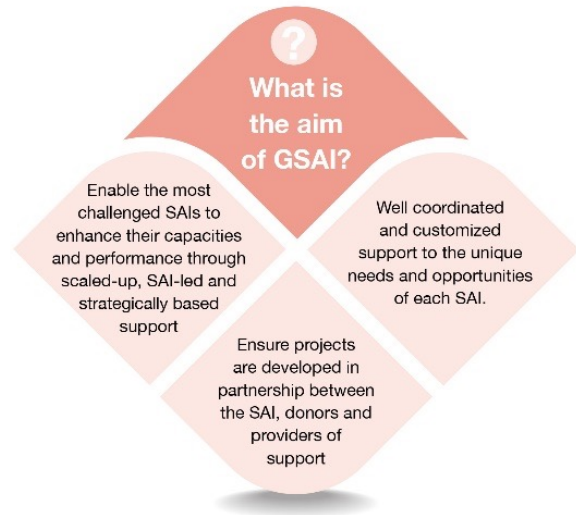 ?
What is
the aim
of GSAI?
Enable the most
challenged SAIs to
enhance their capacities
and performance through
scaled-up, SAI-led and
strategically based
support
Well coordinated
and customized
support to the unique
needs and opportunities
of each SAI.
Ensure projects
are developed in
partnership between
the SAI, donors and
providers of
support